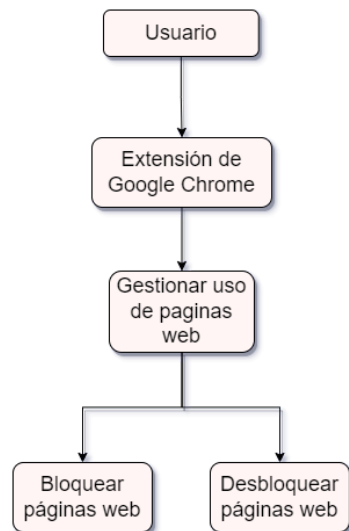 Usuario
Extensión de
Google Chrome
Gestionar uso
de paginas
web
Bloquear
páginas web
Desbloquear
páginas web